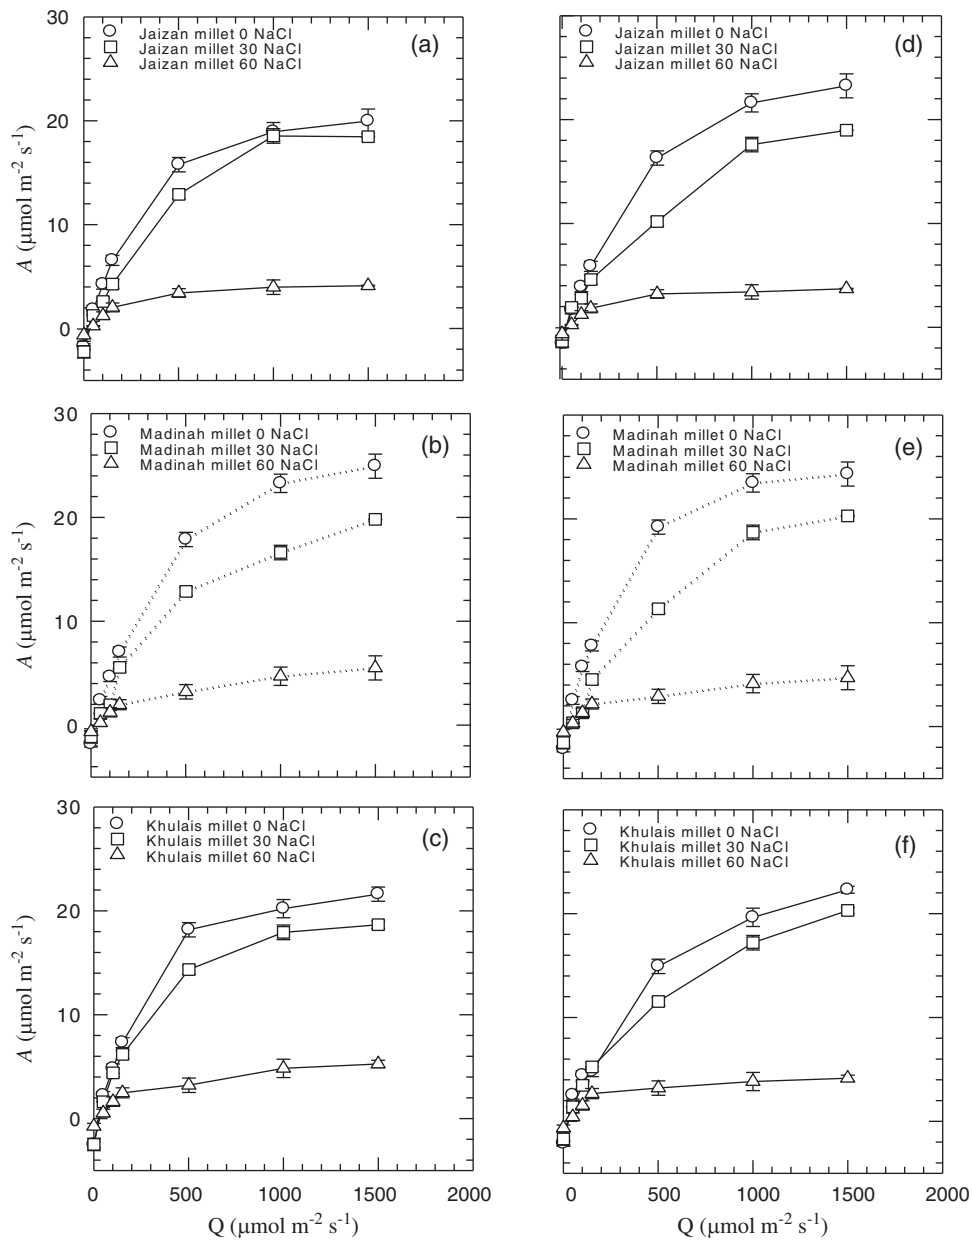 30
Jaizan millet 0 NaCl
Jaizan millet 30 NaCl
Jaizan millet 60 NaCl
(a)
20
10
0
A (μmol m⁻² s⁻¹)
Jaizan millet 0 NaCl
Jaizan millet 30 NaCl
Jaizan millet 60 NaCl
(d)
30
Madinah millet 0 NaCl
Madinah millet 30 NaCl
Madinah millet 60 NaCl
(b)
20
10
0
A (μmol m⁻² s⁻¹)
Madinah millet 0 NaCl
Madinah millet 30 NaCl
Madinah millet 60 NaCl
(e)
30
Khulais millet 0 NaCl
Khulais millet 30 NaCl
Khulais millet 60 NaCl
(c)
20
10
0
A (μmol m⁻² s⁻¹)
0 500 1000 1500 2000
Q (μmol m⁻² s⁻¹)
Khulais millet 0 NaCl
Khulais millet 30 NaCl
Khulais millet 60 NaCl
(f)
0 500 1000 1500 2000
Q (μmol m⁻² s⁻¹)